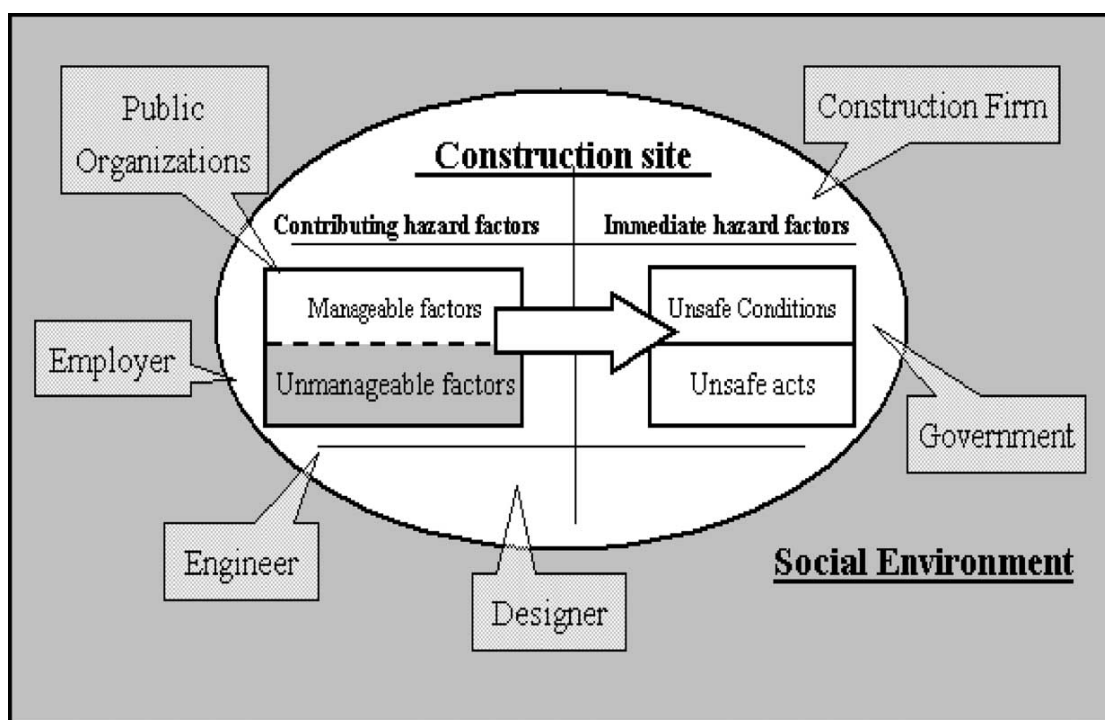 Public
Organizations
Construction Firm
Construction site
Contributing hazard factors
Immediate hazard factors
Manageable factors
Unsafe Conditions
Employer
Unmanageable factors
Unsafe acts
Government
Engineer
Designer
Social Environment